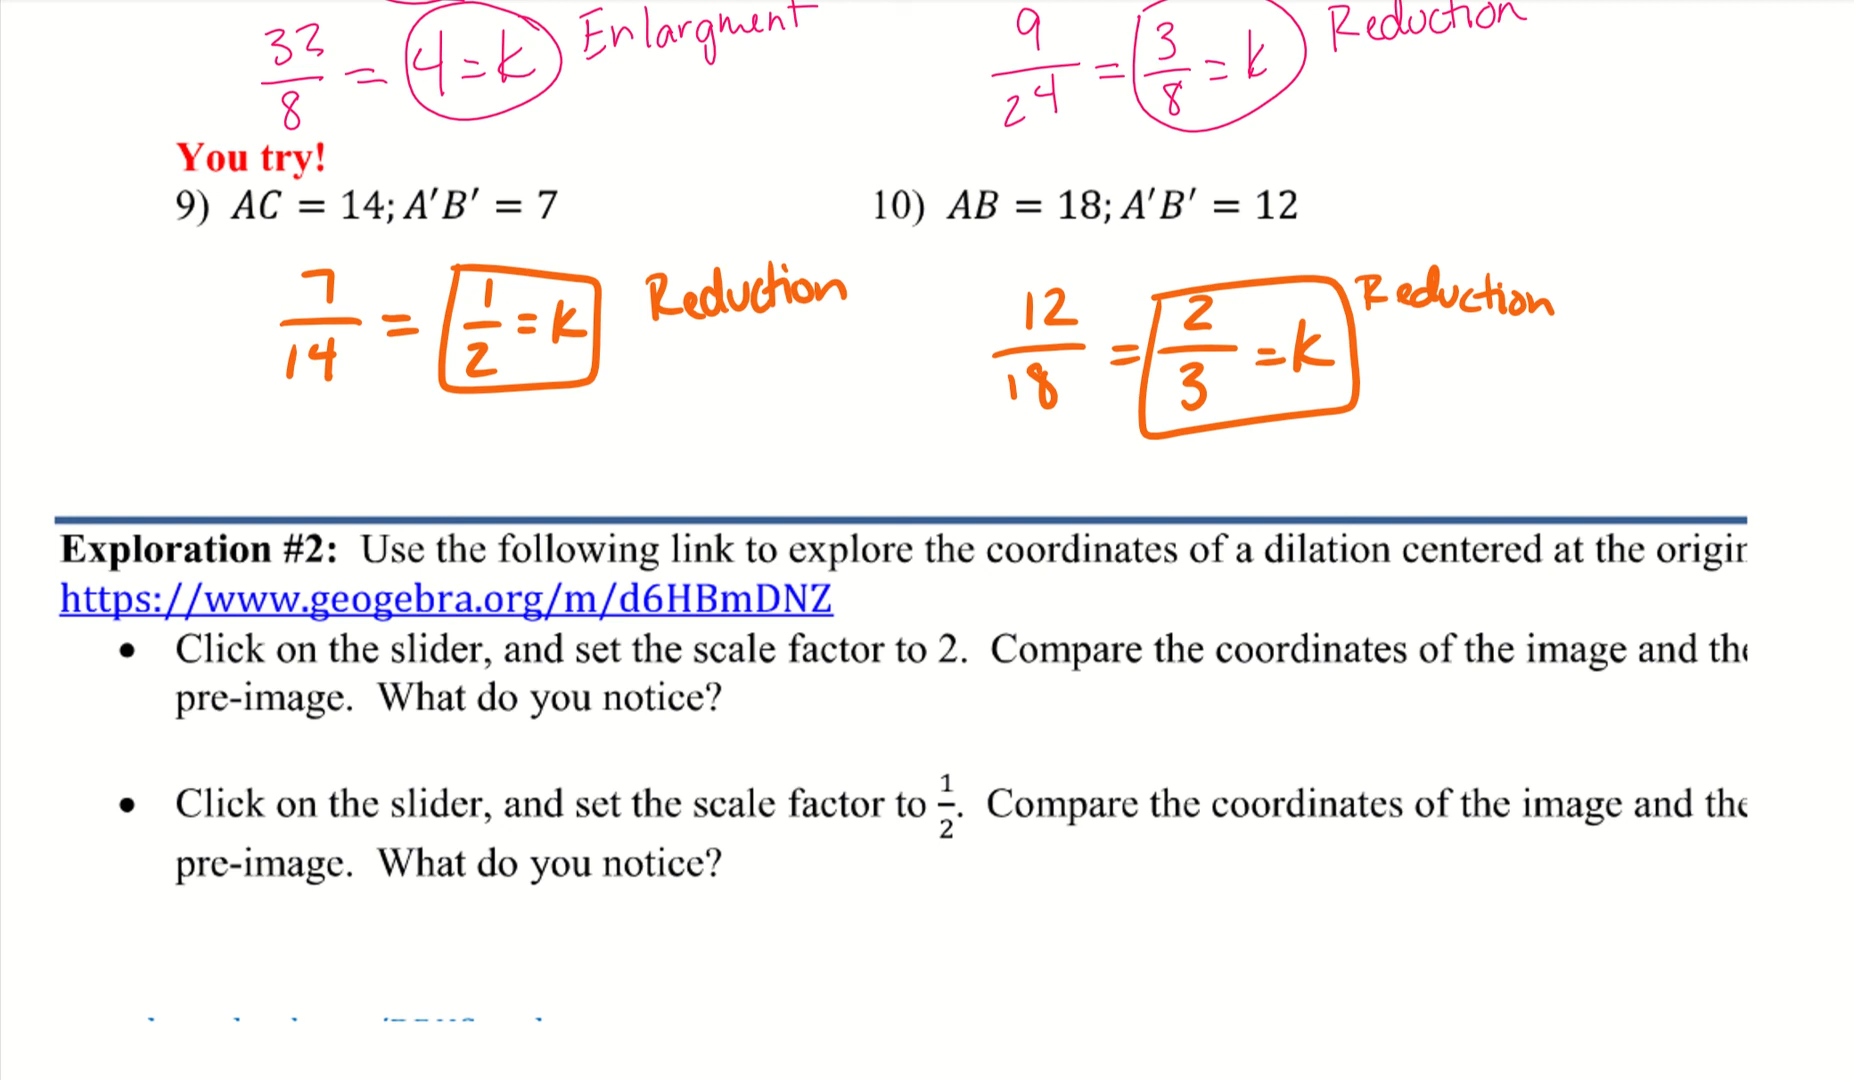 32/8 = 4 = k Enlargment
9/24 = 3/8 = k Reduction
You try!
9) AC = 14; A′B′ = 7
10) AB = 18; A′B′ = 12
7/14 = 1/2 = k Reduction
12/18 = 2/3 = k Reduction
Exploration #2: Use the following link to explore the coordinates of a dilation centered at the origin
https://www.geogebra.org/m/d6HBmDNZ
• Click on the slider, and set the scale factor to 2. Compare the coordinates of the image and the
pre-image. What do you notice?
• Click on the slider, and set the scale factor to 1/2. Compare the coordinates of the image and the
pre-image. What do you notice?